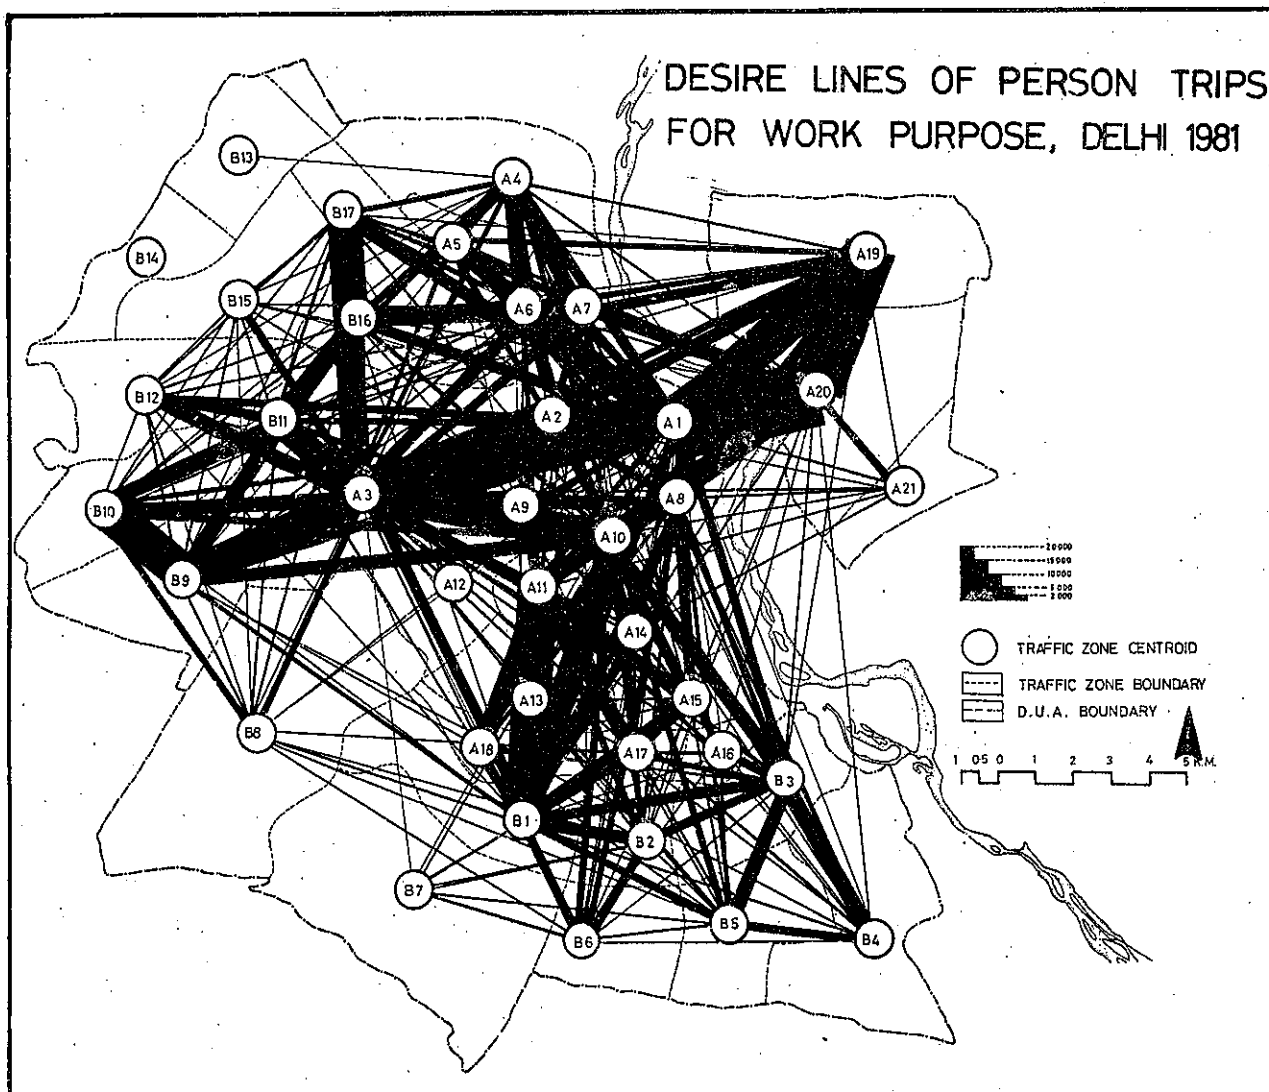 DESIRE LINES OF PERSON TRIPS
FOR WORK PURPOSE, DELHI 1981
B13
A4
B17
A5
A19
B14
B15
A6
A7
B16
B12
A20
B11
A2
A1
A3
A21
B10
A9
A8
A10
B9
A12
A11
A14
A13
A15
B8
A18
A17
A16
B3
B1
B2
B7
B5
B6
B4
20000
15000
10000
5000
2000
TRAFFIC ZONE CENTROID
TRAFFIC ZONE BOUNDARY
D.U.A. BOUNDARY
1 0.5 0 1 2 3 4 5 K.M.